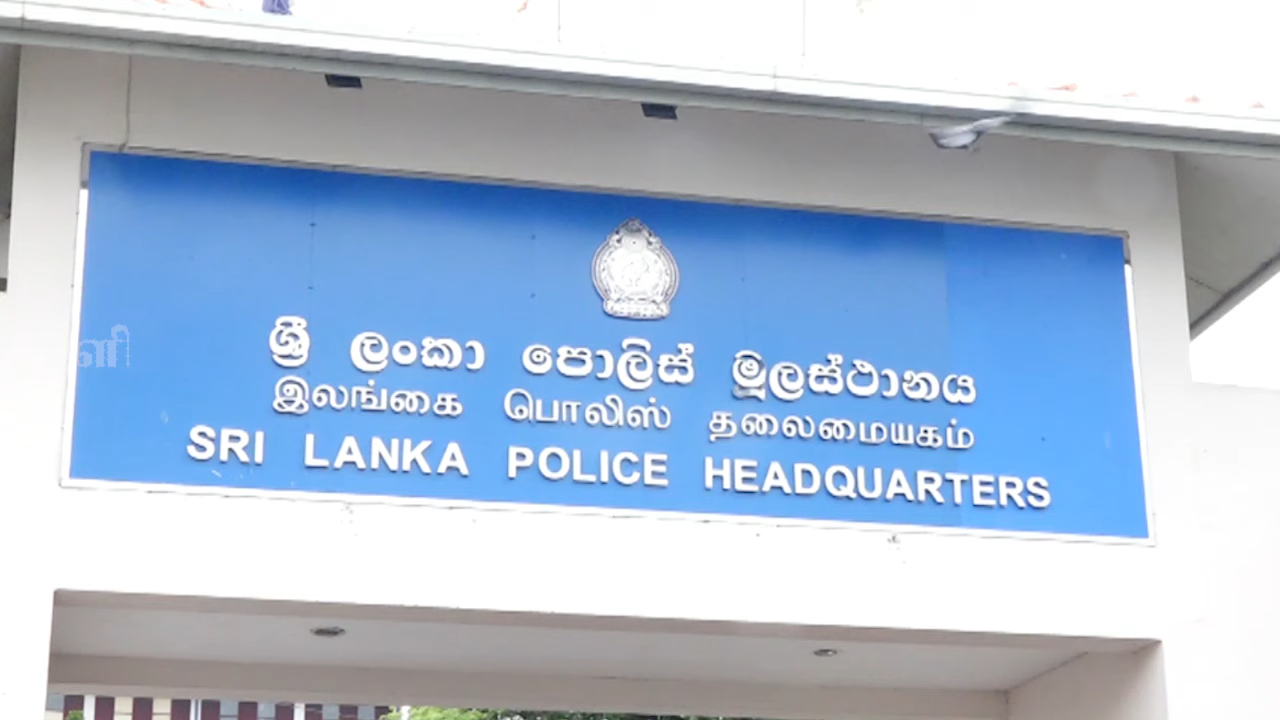 ශ්‍රී ලංකා පොලිස් මූලස්ථානය
இலங்கை பொலிஸ் தலைமையகம்
SRI LANKA POLICE HEADQUARTERS